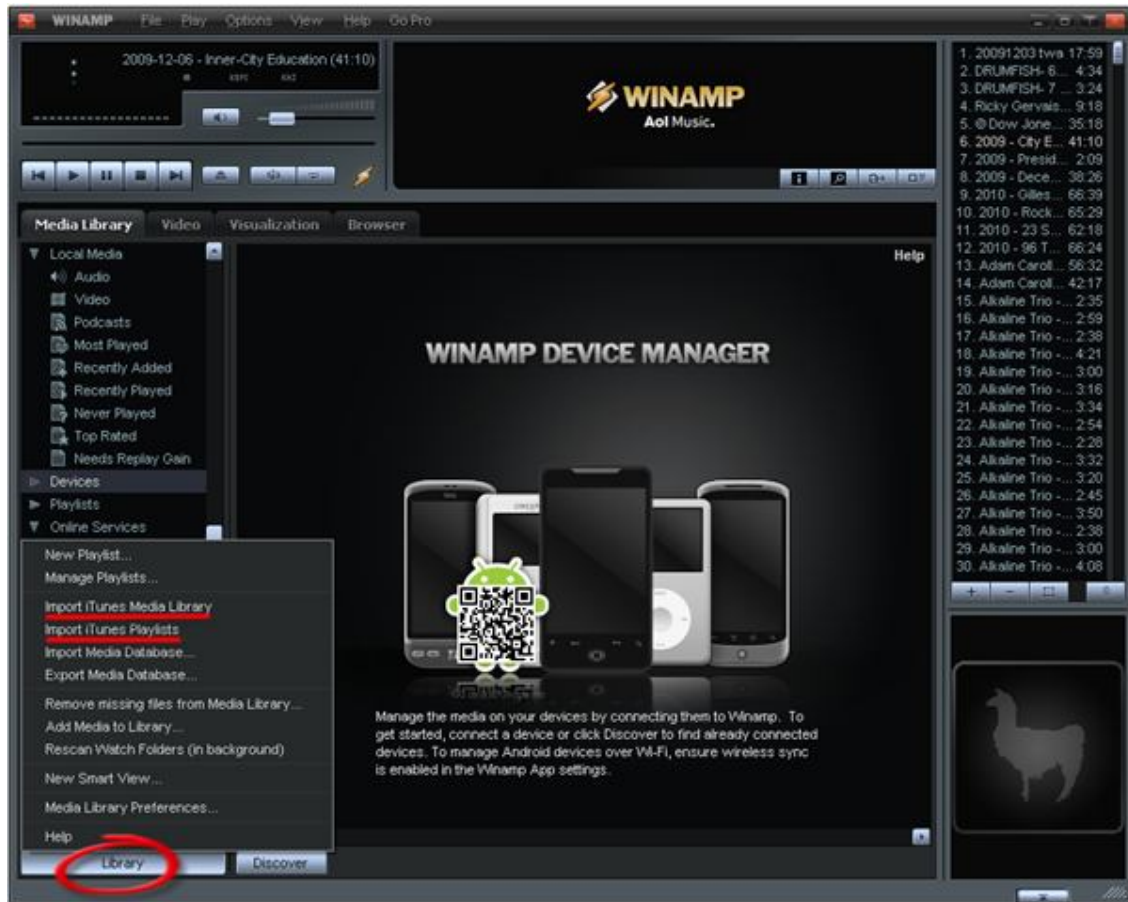 WINAMP File Play Options View Help Go Pro
2009-12-06 - Inner-City Education (41:10)
WINAMP
Aol Music.
Media Library Video Visualization Browser
Local Media
Audio
Video
Podcasts
Most Played
Recently Added
Recently Played
Never Played
Top Rated
Needs Replay Gain
Devices
Playlists
Online Services
New Playlist...
Manage Playlists...
Import iTunes Media Library
Import iTunes Playlists
Import Media Database...
Export Media Database...
Remove missing files from Media Library...
Add Media to Library...
Rescan Watch Folders (in background)
New Smart View...
Media Library Preferences...
Help
Library
Discover
Help
WINAMP DEVICE MANAGER
Manage the media on your devices by connecting them to Winamp. To
get started, connect a device or click Discover to find already connected
devices. To manage Android devices over Wi-Fi, ensure wireless sync
is enabled in the Winamp App settings.
1. 20091203 twa 17:59
2. DRUMFISH- 6... 4:34
3. DRUMFISH- 7 ... 3:24
4. Ricky Gervais... 9:18
5. @ Dow Jone... 35:18
6. 2009 - City E... 41:10
7. 2009 - Presid... 2:09
8. 2009 - Dece... 38:26
9. 2010 - Gilles... 66:39
10. 2010 - Rock... 65:29
11. 2010 - 23 S... 62:18
12. 2010 - 96 T... 66:24
13. Adam Caroll... 56:32
14. Adam Caroll... 42:17
15. Alkaline Trio -... 2:35
16. Alkaline Trio -... 2:59
17. Alkaline Trio -... 2:38
18. Alkaline Trio -... 4:21
19. Alkaline Trio -... 3:00
20. Alkaline Trio -... 3:16
21. Alkaline Trio -... 3:34
22. Alkaline Trio -... 2:54
23. Alkaline Trio -... 2:28
24. Alkaline Trio -... 3:32
25. Alkaline Trio -... 3:20
26. Alkaline Trio -... 2:45
27. Alkaline Trio -... 3:50
28. Alkaline Trio -... 2:38
29. Alkaline Trio -... 3:00
30. Alkaline Trio -... 4:08